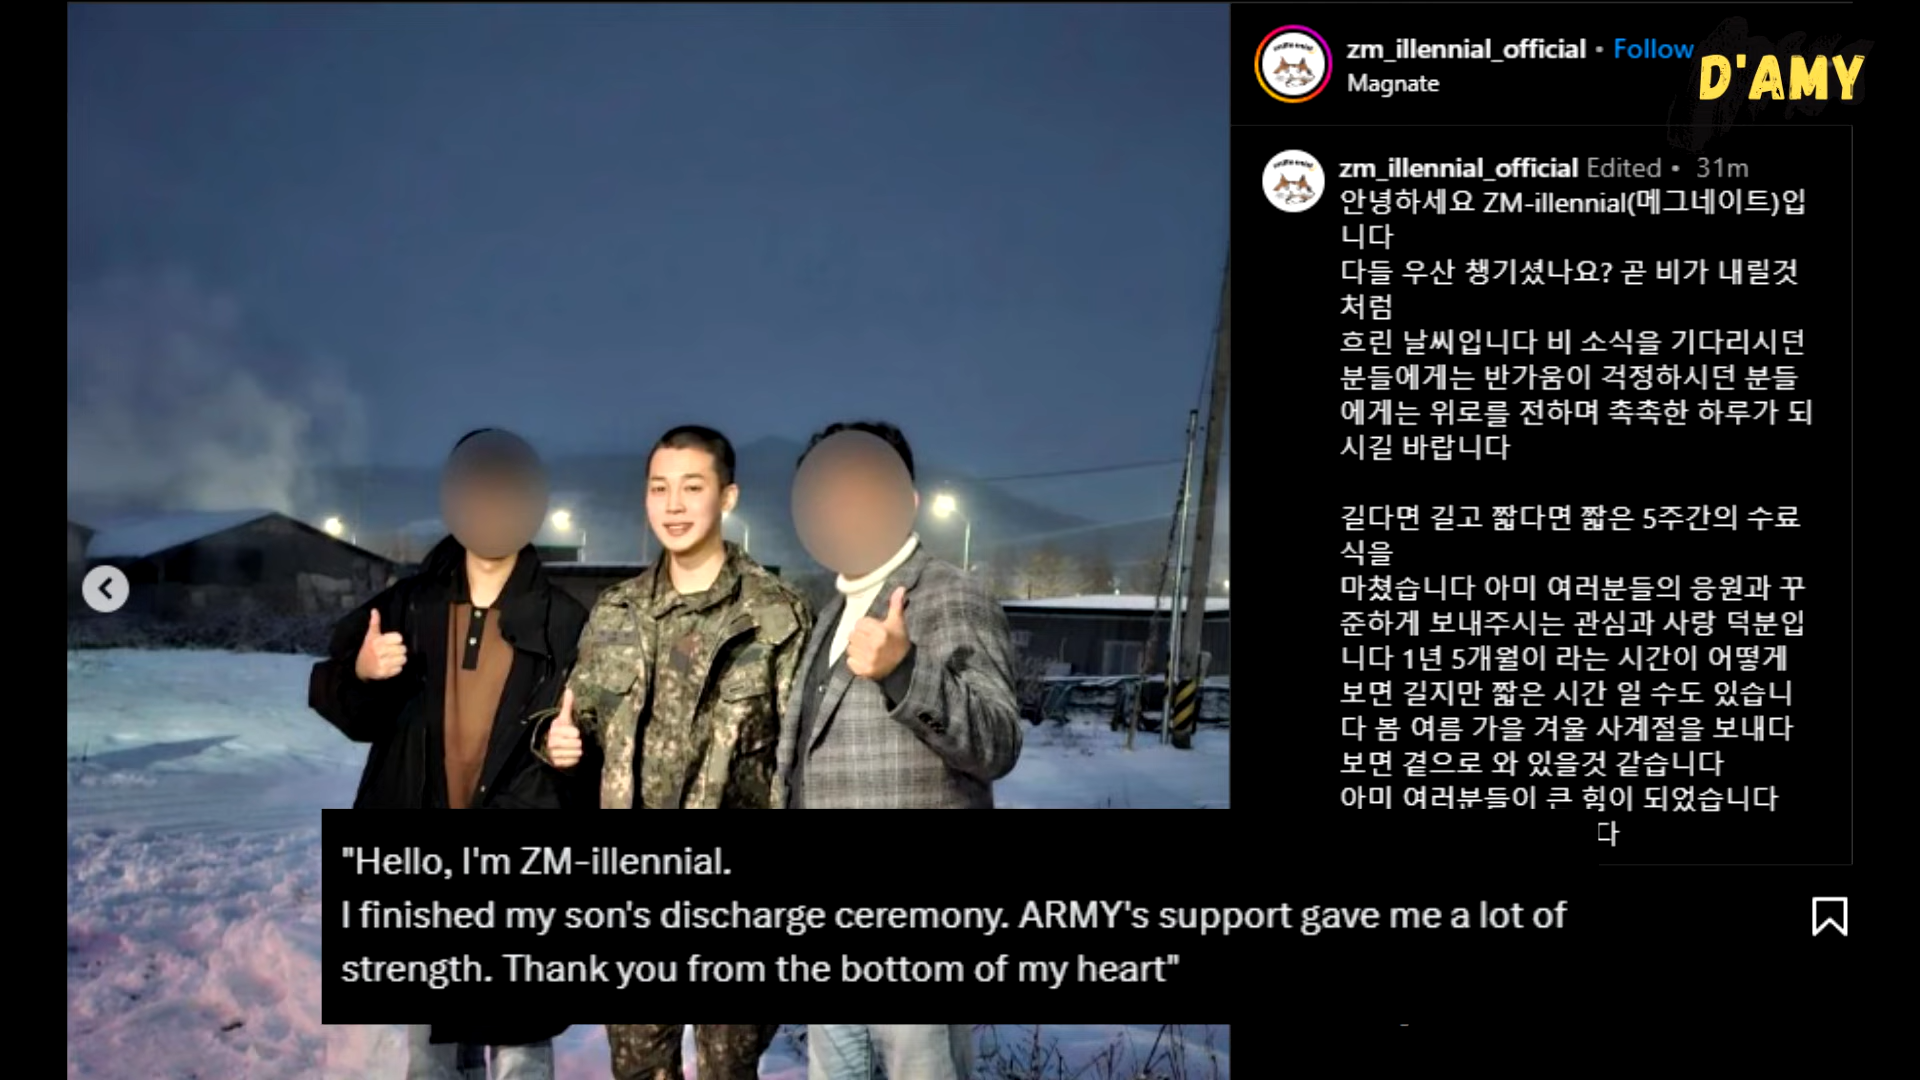 zm_illennial_official • Follow
Magnate
D'AMY
zm_illennial_official Edited • 31m
안녕하세요 ZM-illennial(메그네이트)입
니다
다들 우산 챙기셨나요? 곧 비가 내릴것
처럼
흐린 날씨입니다 비 소식을 기다리시던
분들에게는 반가움이 걱정하시던 분들
에게는 위로를 전하며 촉촉한 하루가 되
시길 바랍니다
길다면 길고 짧다면 짧은 5주간의 수료
식을
마쳤습니다 아미 여러분들의 응원과 꾸
준하게 보내주시는 관심과 사랑 덕분입
니다 1년 5개월이 라는 시간이 어떻게
보면 길지만 짧은 시간 일 수도 있습니
다 봄 여름 가을 겨울 사계절을 보내다
보면 곁으로 와 있을것 같습니다
아미 여러분들이 큰 힘이 되었습니다
다
"Hello, I'm ZM-illennial.
I finished my son's discharge ceremony. ARMY's support gave me a lot of
strength. Thank you from the bottom of my heart"